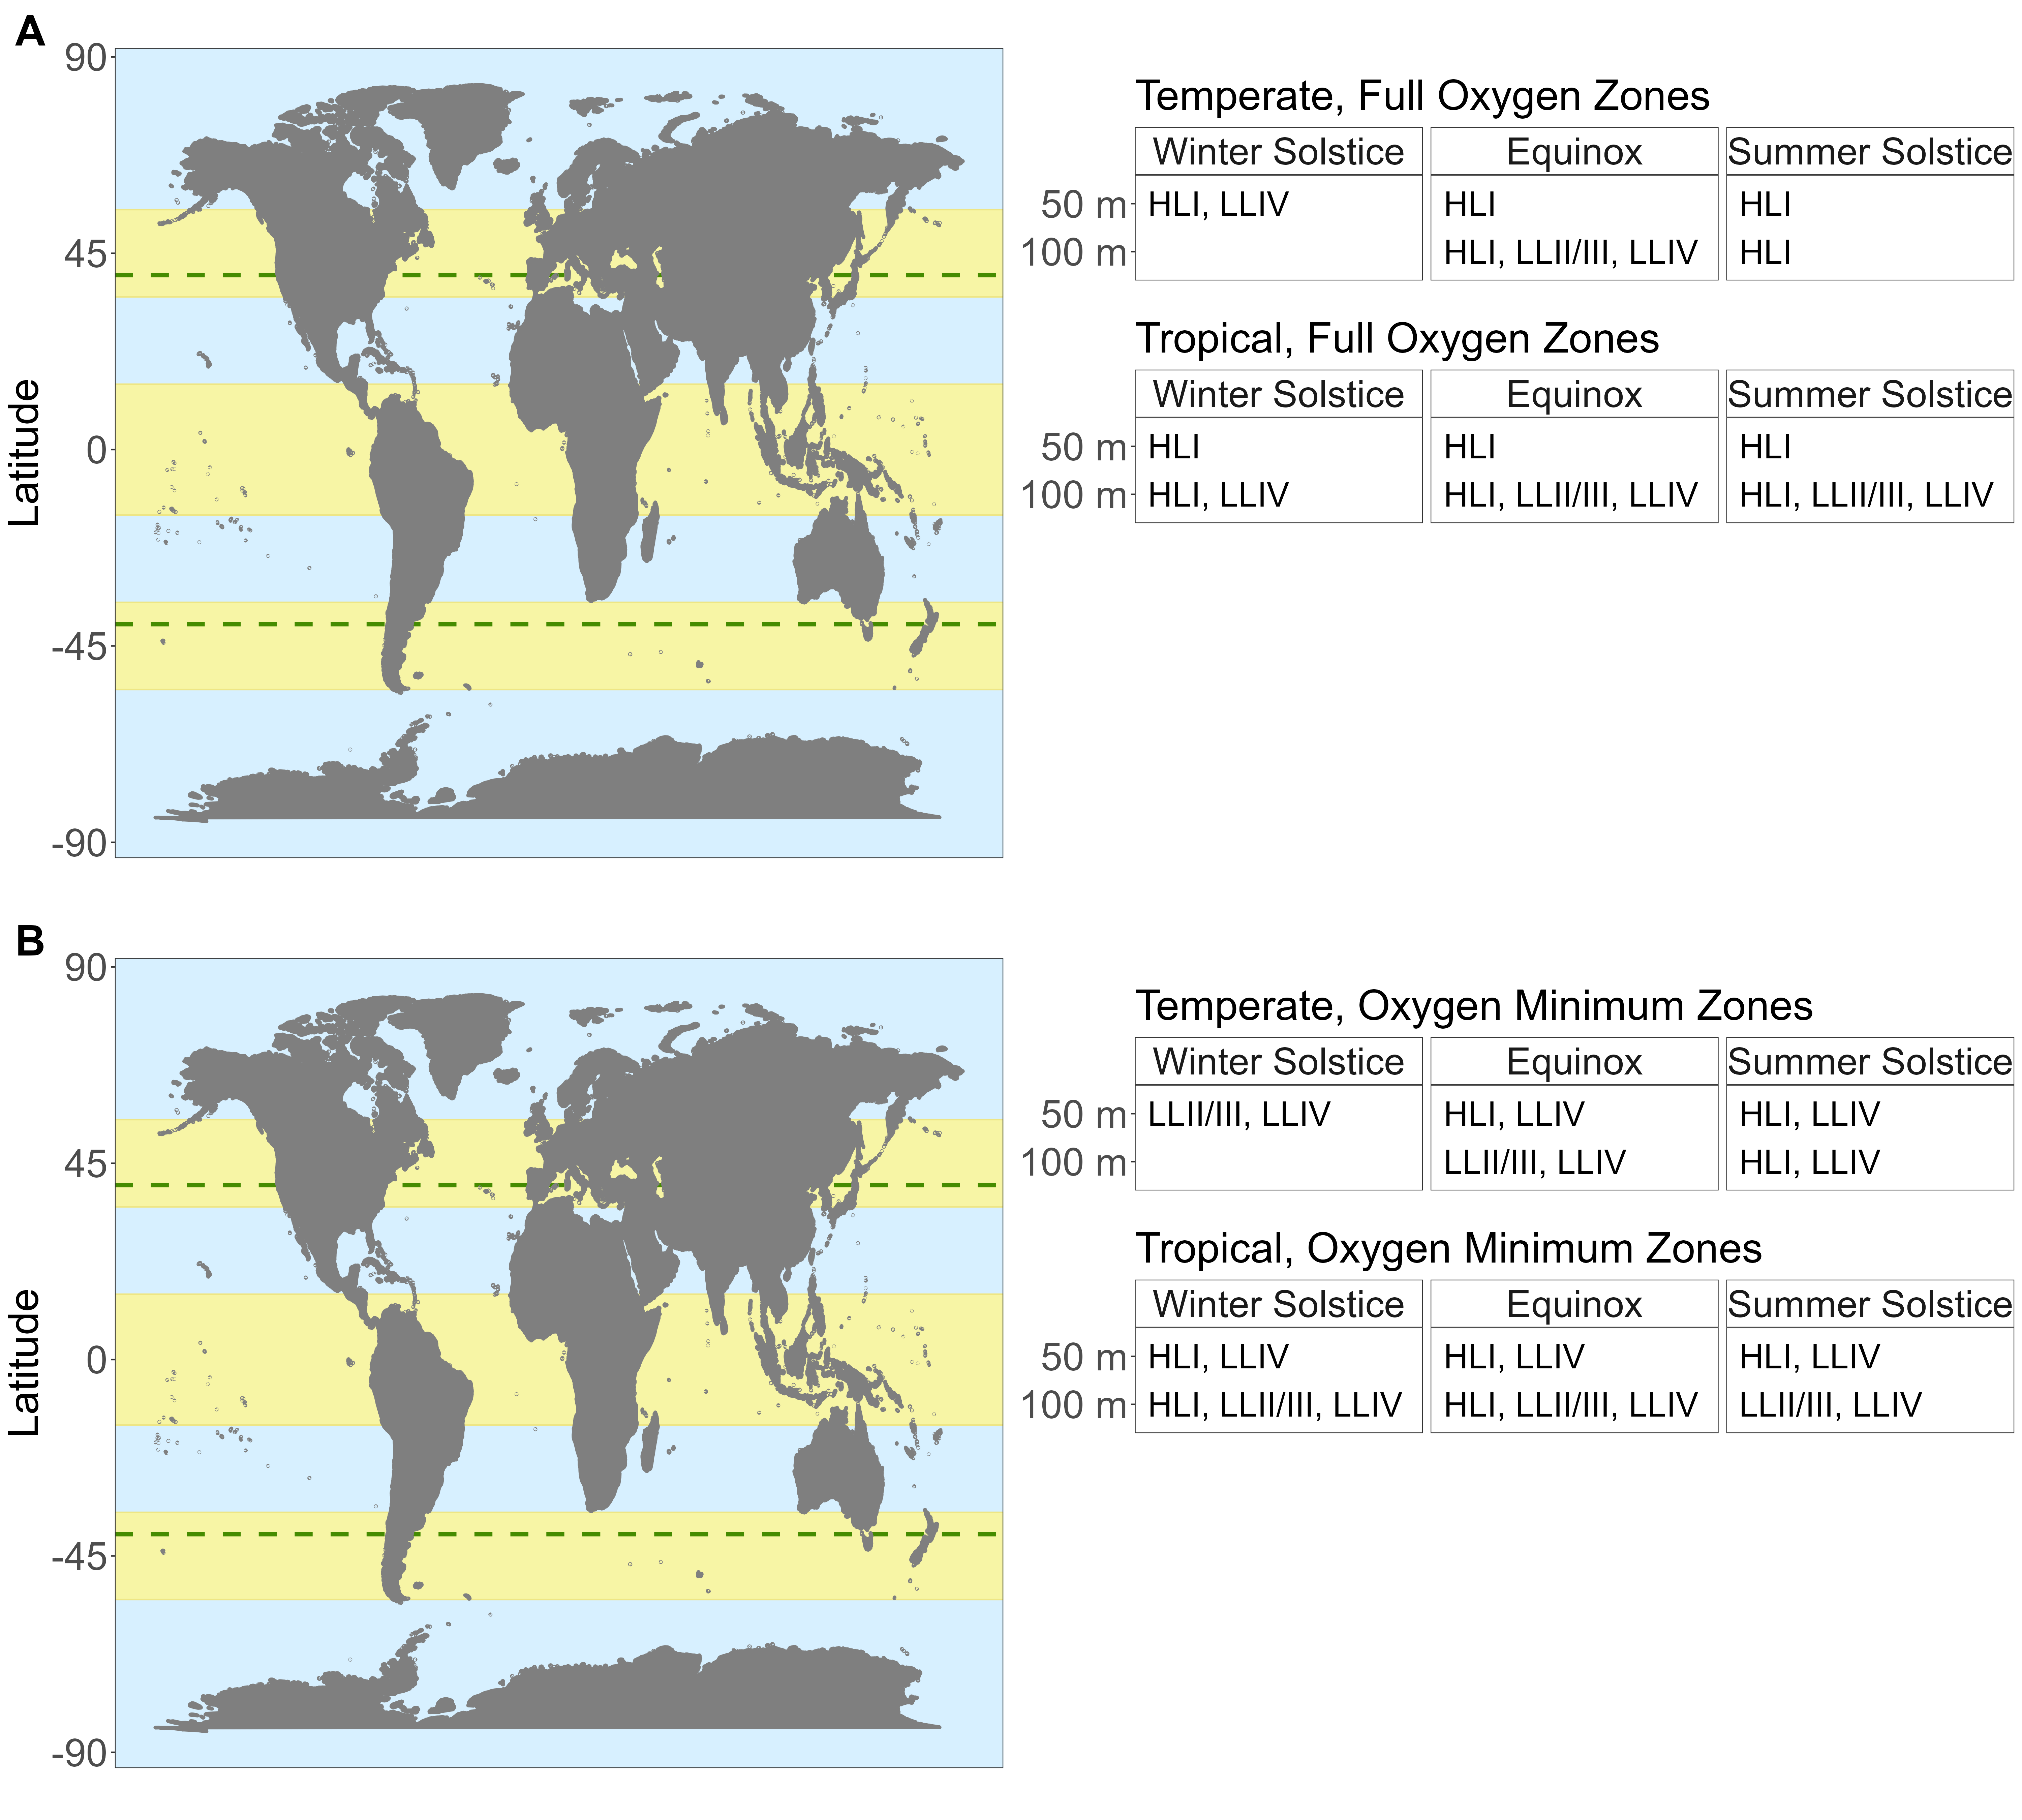 A
90
45
0
-45
-90
Latitude
Temperate, Full Oxygen Zones
Winter Solstice Equinox Summer Solstice
50 m HLI, LLIV HLI HLI
100 m HLI, LLII/III, LLIV HLI
Tropical, Full Oxygen Zones
Winter Solstice Equinox Summer Solstice
50 m HLI HLI HLI
100 m HLI, LLIV HLI, LLII/III, LLIV HLI, LLII/III, LLIV
B
90
45
0
-45
-90
Latitude
Temperate, Oxygen Minimum Zones
Winter Solstice Equinox Summer Solstice
50 m LLII/III, LLIV HLI, LLIV HLI, LLIV
100 m LLII/III, LLIV HLI, LLIV
Tropical, Oxygen Minimum Zones
Winter Solstice Equinox Summer Solstice
50 m HLI, LLIV HLI, LLIV HLI, LLIV
100 m HLI, LLII/III, LLIV HLI, LLII/III, LLIV LLII/III, LLIV